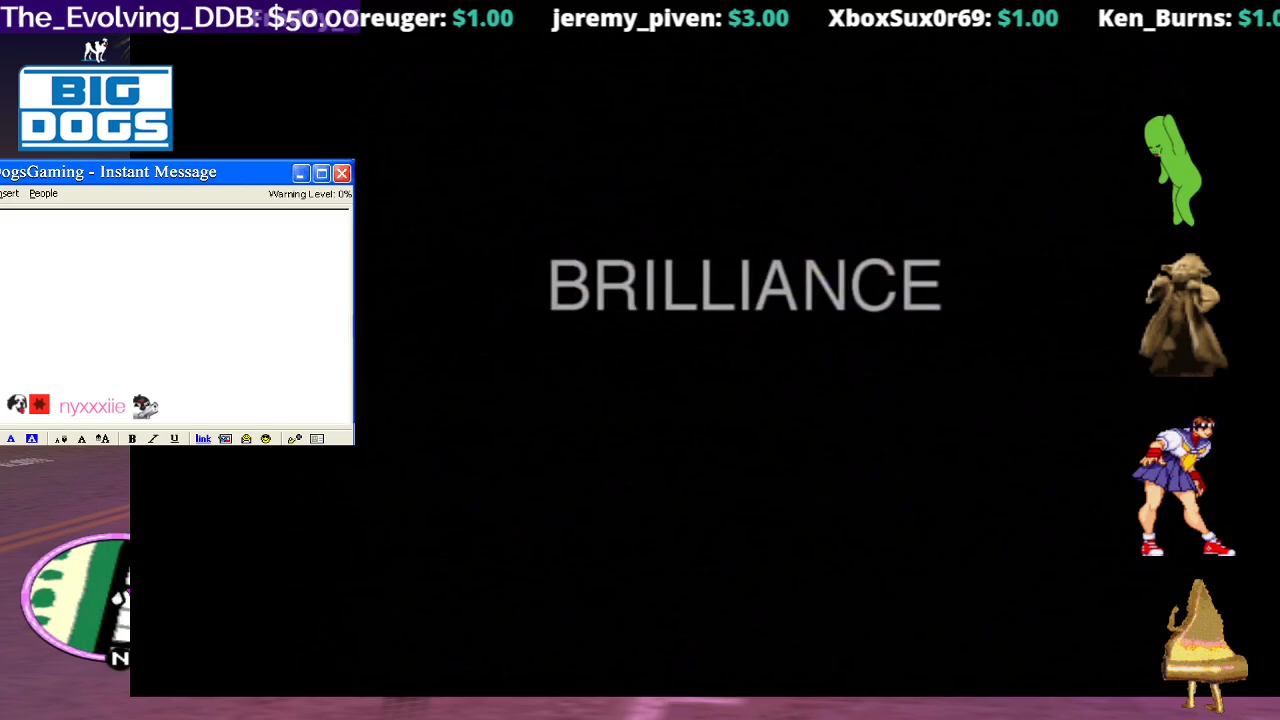 The_Evolving_DDB: $50.00
reuger: $1.00 jeremy_piven: $3.00 XboxSux0r69: $1.00 Ken_Burns: $1.0
BIG
DOGS
ogsGaming - Instant Message
sert People Warning Level: 0%
BRILLIANCE
nyxxxiie
A A A A A B I U link
N